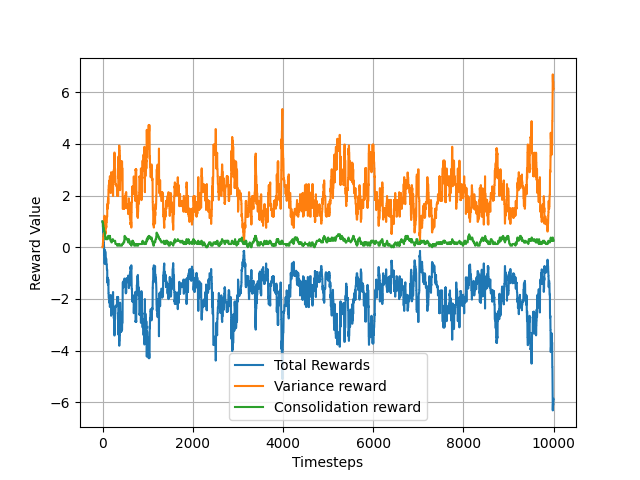 Reward Value
6
4
2
0
−2
−4
−6
Total Rewards
Variance reward
Consolidation reward
0 2000 4000 6000 8000 10000
Timesteps